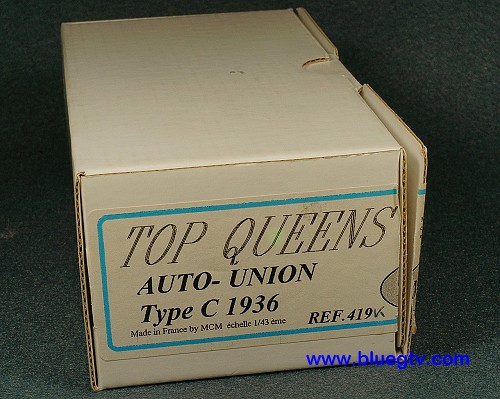 TOP QUEENS
AUTO- UNION
Type C 1936
Made in France by MCM échelle 1/43 ème
REF.419K
www.bluegtv.com